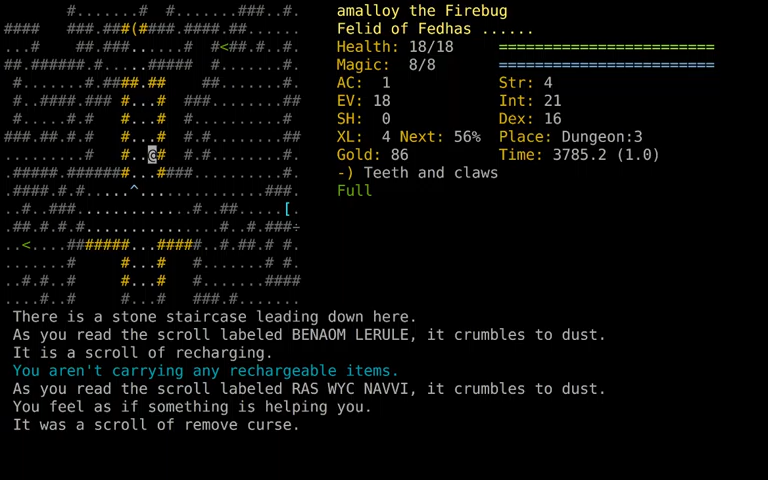 amalloy the Firebug
Felid of Fedhas ......
Health: 18/18 ========================
Magic: 8/8 ========================
AC: 1 Str: 4
EV: 18 Int: 21
SH: 0 Dex: 16
XL: 4 Next: 56% Place: Dungeon:3
Gold: 86 Time: 3785.2 (1.0)
-) Teeth and claws
Full
There is a stone staircase leading down here.
As you read the scroll labeled BENAOM LERULE, it crumbles to dust.
It is a scroll of recharging.
You aren't carrying any rechargeable items.
As you read the scroll labeled RAS WYC NAVVI, it crumbles to dust.
You feel as if something is helping you.
It was a scroll of remove curse.